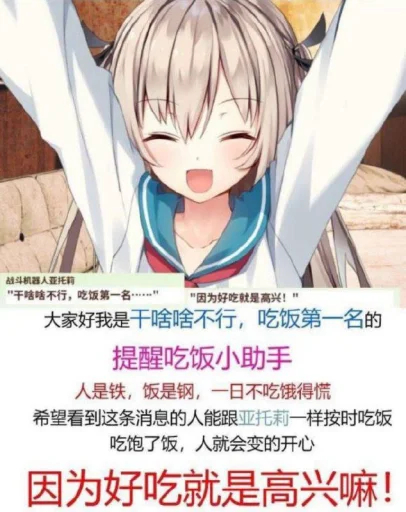 战斗机器人亚托莉
"干啥啥不行，吃饭第一名……"
"因为好吃就是高兴！"
大家好我是干啥啥不行，吃饭第一名的
提醒吃饭小助手
人是铁，饭是钢，一日不吃饿得慌
希望看到这条消息的人能跟亚托莉一样按时吃饭
吃饱了饭，人就会变的开心
因为好吃就是高兴嘛！